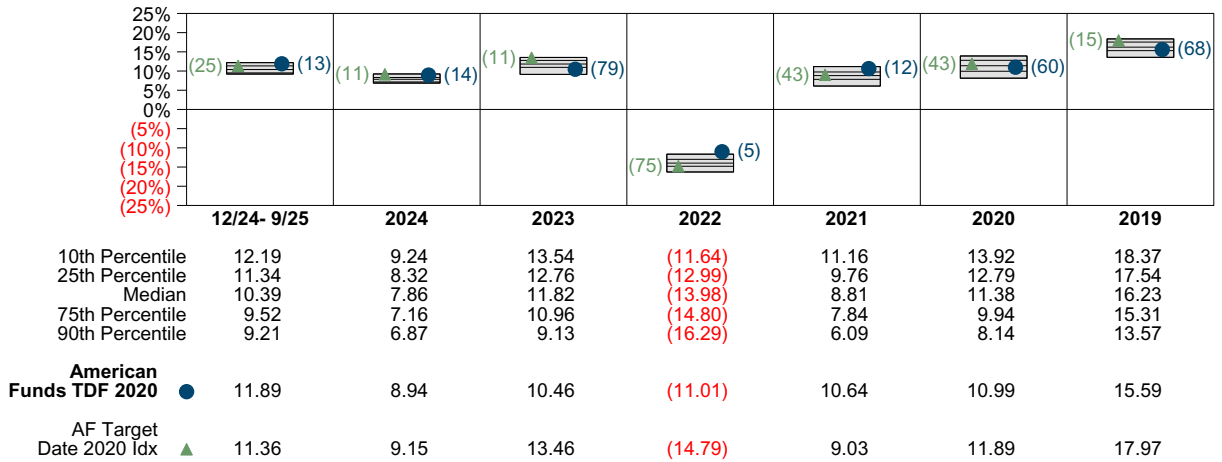 25%
20%
15%
10%
5%
0%
(5%)
(10%)
(15%)
(20%)
(25%)
(25) (13) (11) (14) (11) (79) (75) (5) (43) (12) (43) (60) (15) (68)
12/24- 9/25 2024 2023 2022 2021 2020 2019
10th Percentile 12.19 9.24 13.54 (11.64) 11.16 13.92 18.37
25th Percentile 11.34 8.32 12.76 (12.99) 9.76 12.79 17.54
Median 10.39 7.86 11.82 (13.98) 8.81 11.38 16.23
75th Percentile 9.52 7.16 10.96 (14.80) 7.84 9.94 15.31
90th Percentile 9.21 6.87 9.13 (16.29) 6.09 8.14 13.57
American
Funds TDF 2020 11.89 8.94 10.46 (11.01) 10.64 10.99 15.59
AF Target
Date 2020 Idx 11.36 9.15 13.46 (14.79) 9.03 11.89 17.97